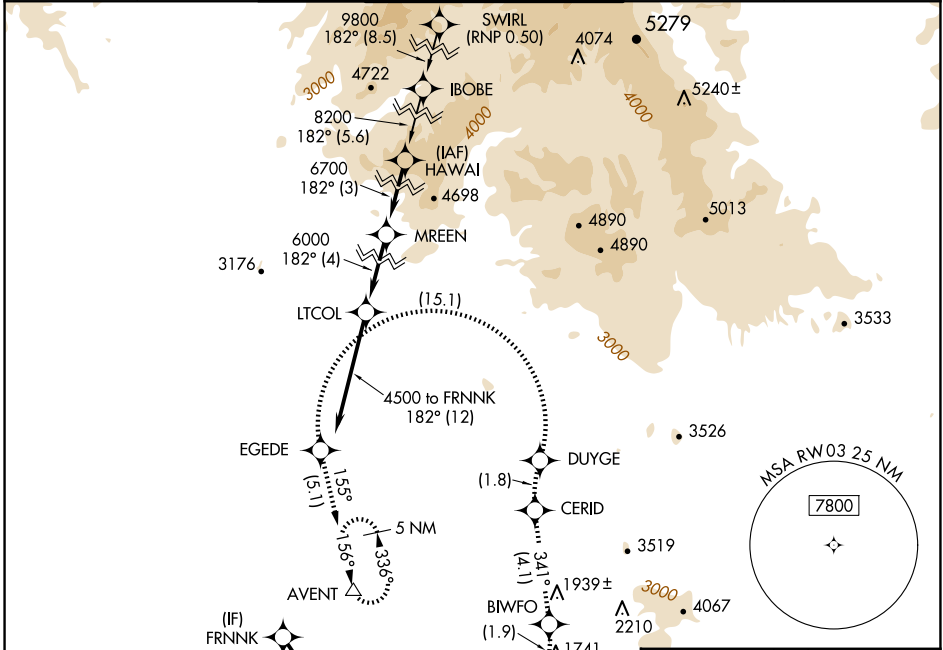 9800
182° (8.5)
SWIRL
(RNP 0.50)
4074
5279
3000
4722
IBOBE
4000
5240±
8200
182° (5.6)
4000
(IAF)
HAWAI
6700
182° (3)
4698
4890
5013
6000
182° (4)
MREEN
4890
3176
(15.1)
LTCOL
3533
3000
4500 to FRNNK
182° (12)
3526
EGEDE
DUYGE
MSA RW03 25 NM
(1.8)
155°
(5.1)
7800
CERID
5 NM
156°
336°
341°
(4.1)
3519
AVENT
1939±
3000
BIWFO
4067
2210
(IF)
FRNNK
(1.9)
1741